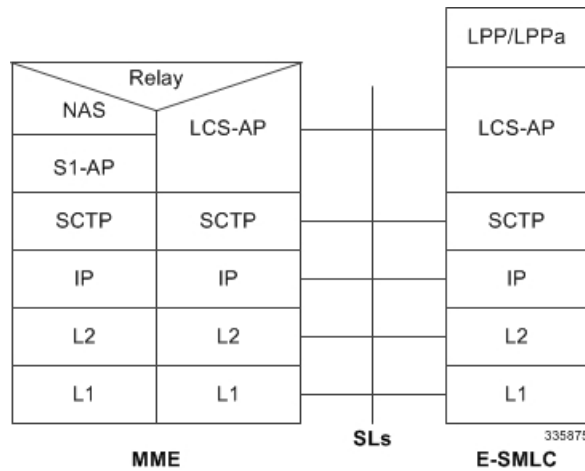 LPP/LPPa
Relay
NAS
LCS-AP
LCS-AP
S1-AP
SCTP
SCTP
SCTP
IP
IP
IP
L2
L2
L2
L1
L1
L1
335875
SLs
MME
E-SMLC